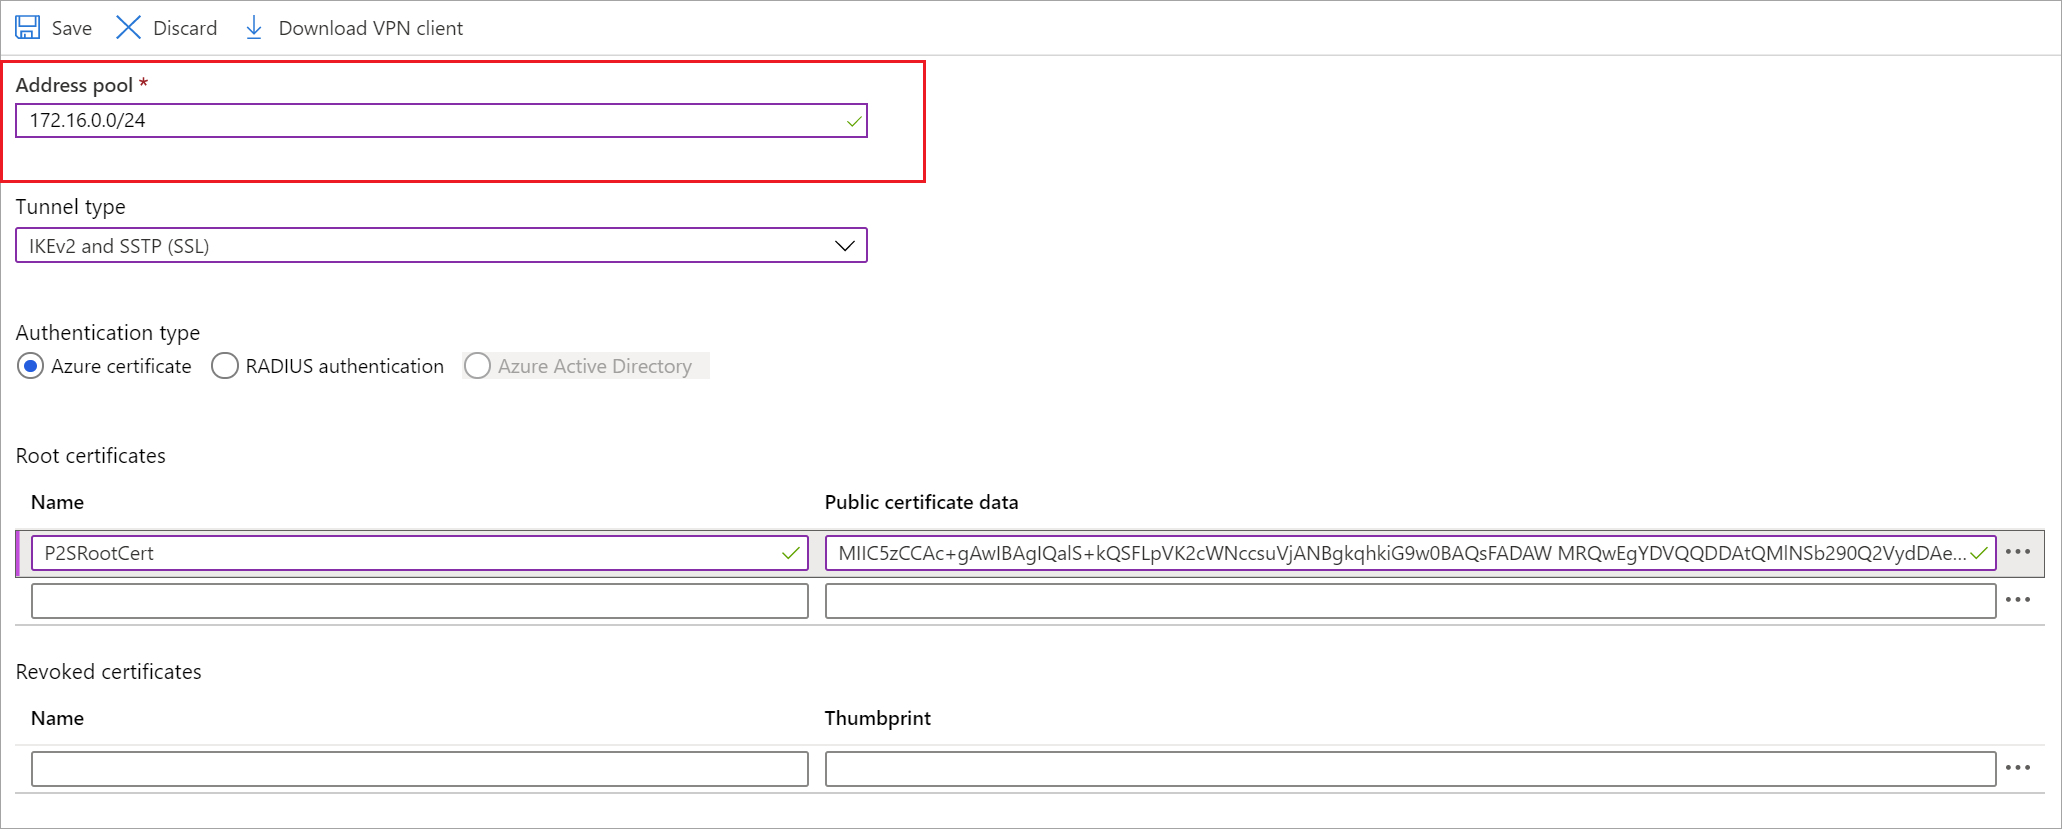 Save Discard Download VPN client
Address pool *
172.16.0.0/24
Tunnel type
IKEv2 and SSTP (SSL)
Authentication type
Azure certificate RADIUS authentication Azure Active Directory
Root certificates
Name Public certificate data
P2SRootCert MIIC5zCCAc+gAwIBAgIQalS+kQSFLpVK2cWNccsuVjANBgkqhkiG9w0BAQsFADAW MRQwEgYDVQQDDAtQMlNSb290Q2VydDAe...
Revoked certificates
Name Thumbprint